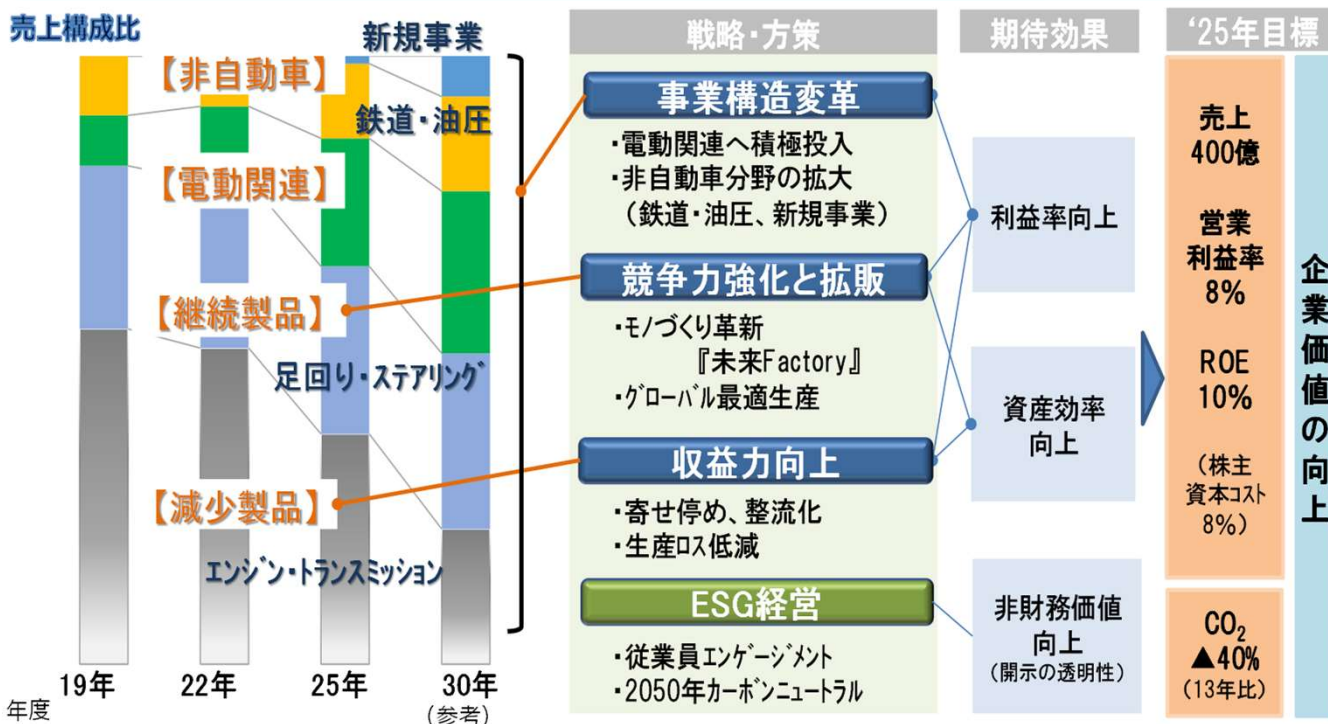 売上構成比
新規事業
【非自動車】
鉄道・油圧
【電動関連】
【継続製品】
足回り・ステアリング
【減少製品】
エンジン・トランスミッション
19年
22年
25年
30年
(参考)
年度
戦略・方策
事業構造変革
・電動関連へ積極投入
・非自動車分野の拡大
（鉄道・油圧、新規事業）
競争力強化と拡販
・モノづくり革新
『未来Factory』
・グローバル最適生産
収益力向上
・寄せ停め、整流化
・生産ロス低減
ESG経営
・従業員エンゲージメント
・2050年カーボンニュートラル
期待効果
利益率向上
資産効率
向上
非財務価値
向上
(開示の透明性)
‘25年目標
売上
400億
営業
利益率
8%
ROE
10%
(株主
資本コスト
8%)
CO₂
▲40%
(13年比)
企業価値の向上